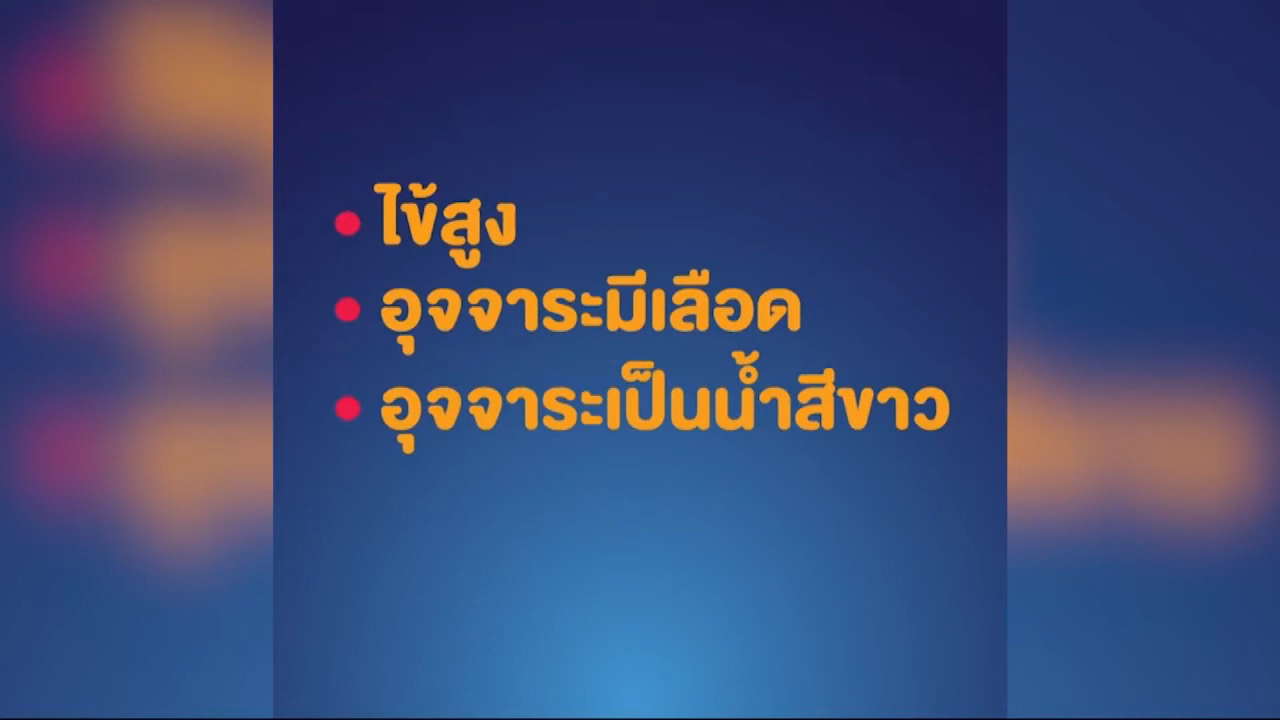 • ไข้สูง
• อุจจาระมีเลือด
• อุจจาระเป็นน้ำสีขาว